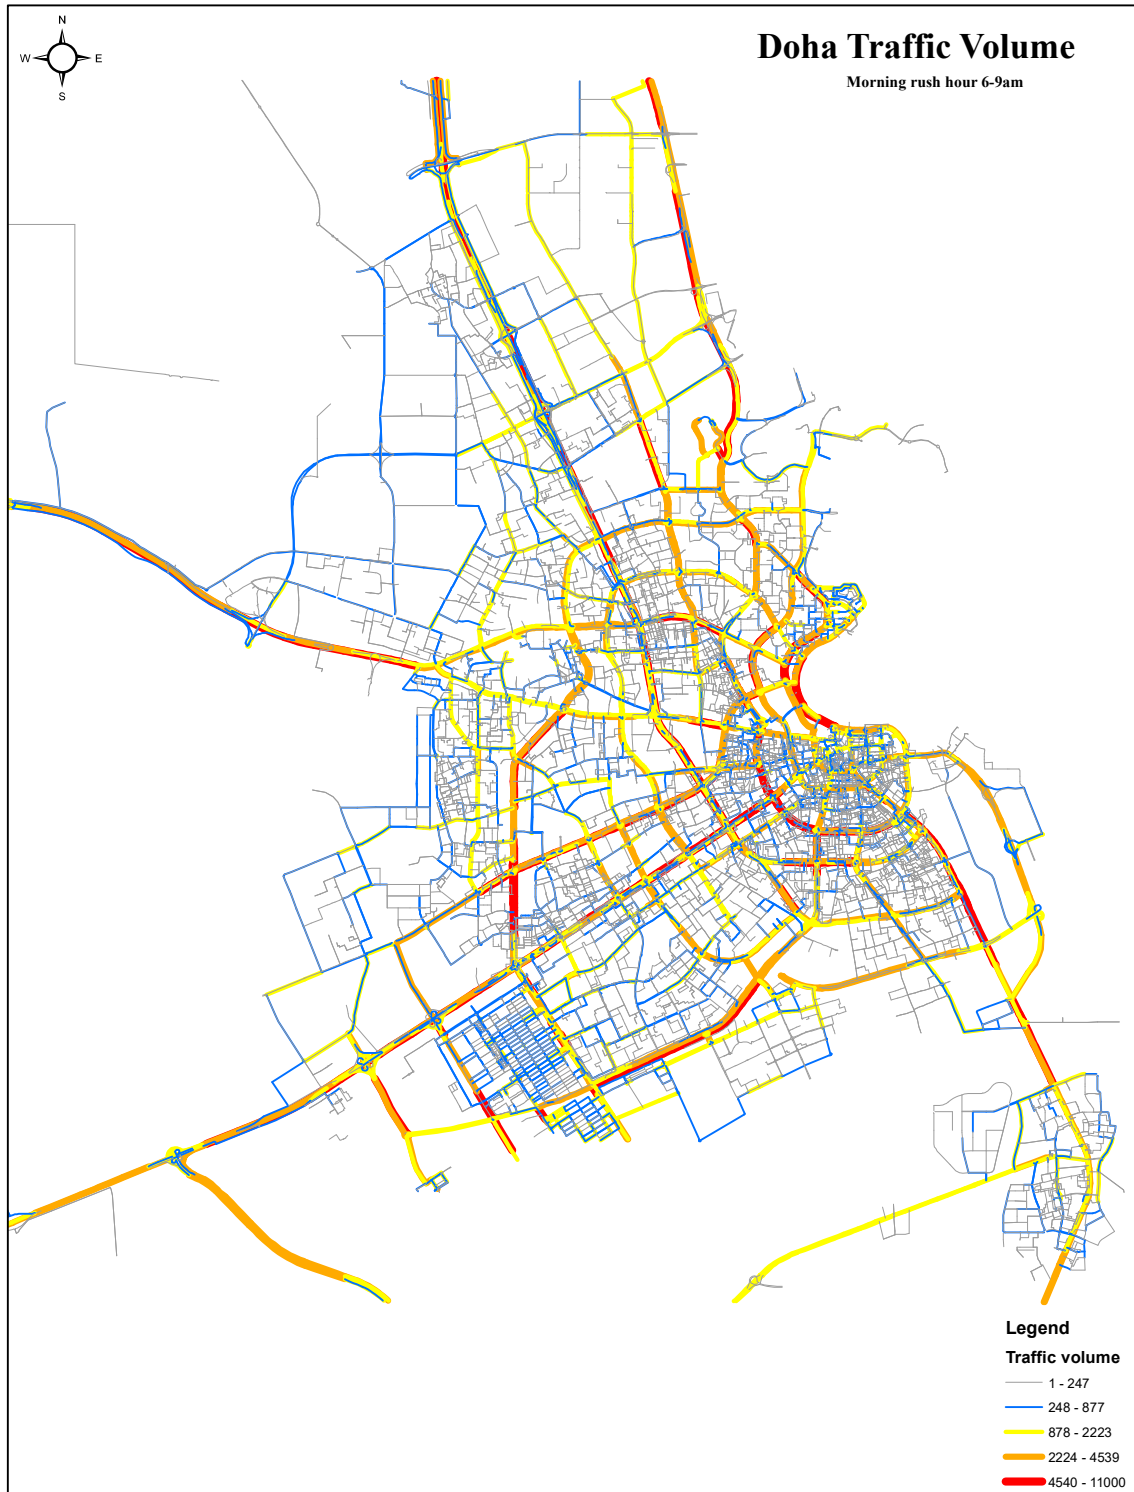 N
W E
S
Doha Traffic Volume
Morning rush hour 6-9am
Legend
Traffic volume
1 - 247
248 - 877
878 - 2223
2224 - 4539
4540 - 11000